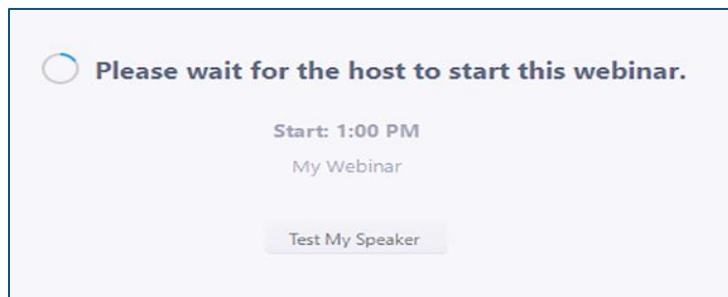 Please wait for the host to start this webinar.
Start: 1:00 PM
My Webinar
Test My Speaker